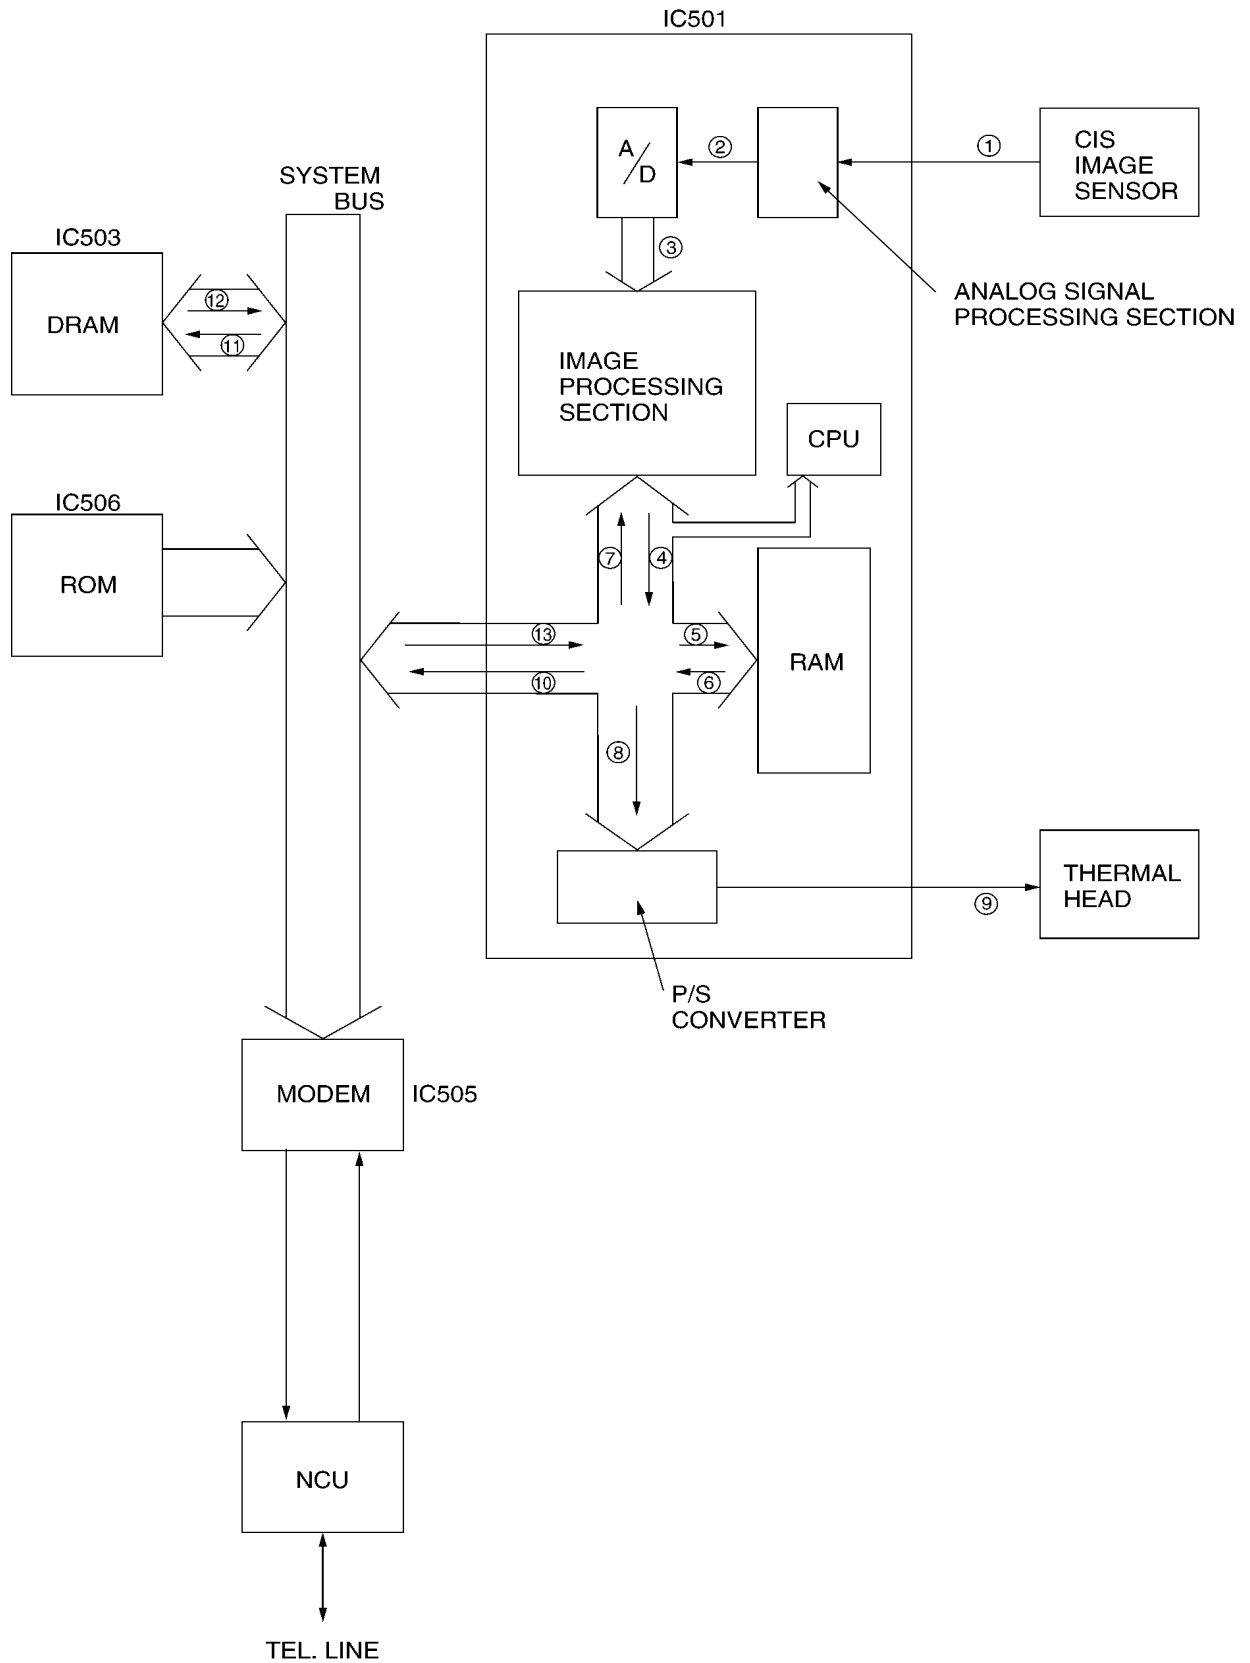 IC501
A/D
②
①
CIS
IMAGE
SENSOR
SYSTEM
BUS
IC503
③
DRAM
⑫
⑪
ANALOG SIGNAL
PROCESSING SECTION
IMAGE
PROCESSING
SECTION
CPU
IC506
ROM
⑦
④
⑬
⑤
RAM
⑩
⑥
⑧
THERMAL
HEAD
⑨
P/S
CONVERTER
MODEM
IC505
NCU
TEL. LINE